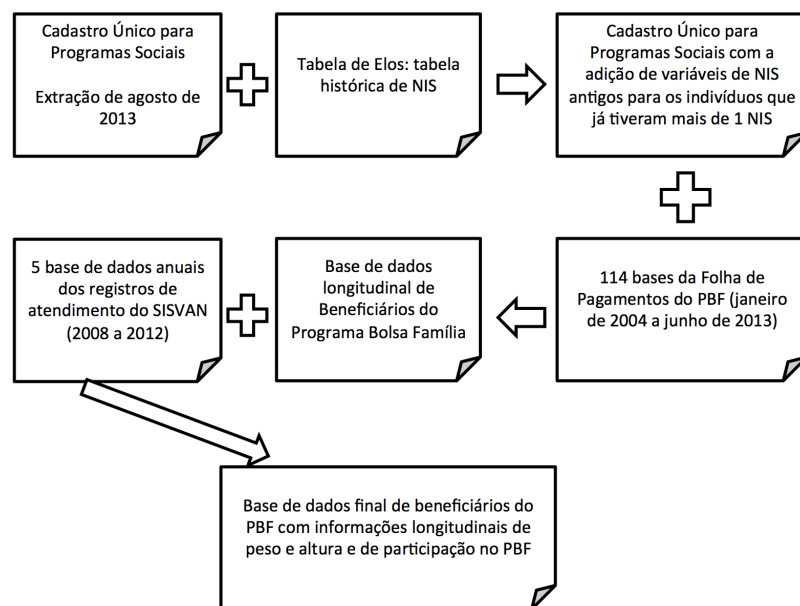 Cadastro Único para
Programas Sociais
Extração de agosto de
2013
Tabela de Elos: tabela
histórica de NIS
Cadastro Único para
Programas Sociais com a
adição de variáveis de NIS
antigos para os indivíduos que
já tiveram mais de 1 NIS
114 bases da Folha de
Pagamentos do PBF (janeiro
de 2004 a junho de 2013)
Base de dados
longitudinal de
Beneficiários do
Programa Bolsa Família
5 base de dados anuais
dos registros de
atendimento do SISVAN
(2008 a 2012)
Base de dados final de beneficiários do
PBF com informações longitudinais de
peso e altura e de participação no PBF